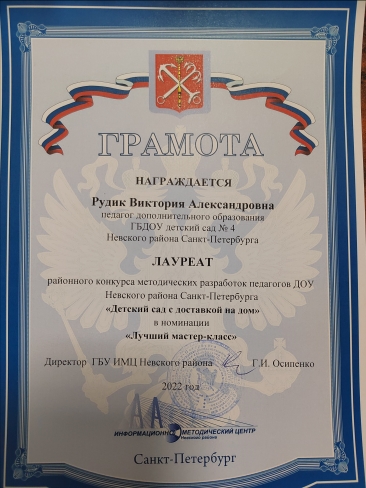 ГРАМОТА
НАГРАЖДАЕТСЯ
Рудик Виктория Александровна
педагог дополнительного образования
ГБДОУ детский сад № 4
Невского района Санкт-Петербурга
ЛАУРЕАТ
районного конкурса методических разработок педагогов ДОУ
Невского района Санкт-Петербурга
«Детский сад с доставкой на дом»
в номинации
«Лучший мастер-класс»
Директор ГБУ ИМЦ Невского района Г.И. Осипенко
2022 год
ИНФОРМАЦИОННО МЕТОДИЧЕСКИЙ ЦЕНТР
Невского района
Санкт-Петербург